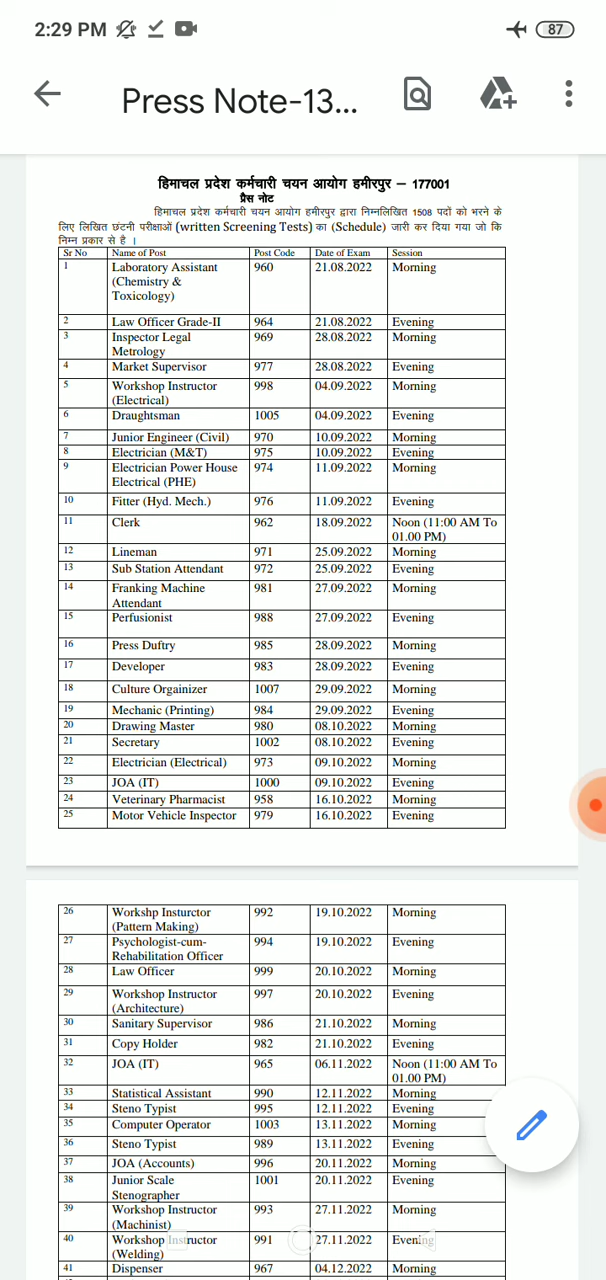 2:29 PM 87
Press Note-13...
हिमाचल प्रदेश कर्मचारी चयन आयोग हमीरपुर – 177001
प्रैस नोट
हिमाचल प्रदेश कर्मचारी चयन आयोग हमीरपुर द्वारा निम्नलिखित 1508 पदों को भरने के
लिए लिखित छंटनी परीक्षाओं (written Screening Tests) का (Schedule) जारी कर दिया गया जो कि
निम्न प्रकार से है ।
Sr No Name of Post Post Code Date of Exam Session
1 Laboratory Assistant 960 21.08.2022 Morning
(Chemistry &
Toxicology)
2 Law Officer Grade-II 964 21.08.2022 Evening
3 Inspector Legal 969 28.08.2022 Morning
Metrology
4 Market Supervisor 977 28.08.2022 Evening
5 Workshop Instructor 998 04.09.2022 Morning
(Electrical)
6 Draughtsman 1005 04.09.2022 Evening
7 Junior Engineer (Civil) 970 10.09.2022 Morning
8 Electrician (M&T) 975 10.09.2022 Evening
9 Electrician Power House 974 11.09.2022 Morning
Electrical (PHE)
10 Fitter (Hyd. Mech.) 976 11.09.2022 Evening
11 Clerk 962 18.09.2022 Noon (11:00 AM To
01.00 PM)
12 Lineman 971 25.09.2022 Morning
13 Sub Station Attendant 972 25.09.2022 Evening
14 Franking Machine 981 27.09.2022 Morning
Attendant
15 Perfusionist 988 27.09.2022 Evening
16 Press Duftry 985 28.09.2022 Morning
17 Developer 983 28.09.2022 Evening
18 Culture Orgainizer 1007 29.09.2022 Morning
19 Mechanic (Printing) 984 29.09.2022 Evening
20 Drawing Master 980 08.10.2022 Morning
21 Secretary 1002 08.10.2022 Evening
22 Electrician (Electrical) 973 09.10.2022 Morning
23 JOA (IT) 1000 09.10.2022 Evening
24 Veterinary Pharmacist 958 16.10.2022 Morning
25 Motor Vehicle Inspector 979 16.10.2022 Evening
26 Workshp Insturctor 992 19.10.2022 Morning
(Pattern Making)
27 Psychologist-cum- 994 19.10.2022 Evening
Rehabilitation Officer
28 Law Officer 999 20.10.2022 Morning
29 Workshop Instructor 997 20.10.2022 Evening
(Architecture)
30 Sanitary Supervisor 986 21.10.2022 Morning
31 Copy Holder 982 21.10.2022 Evening
32 JOA (IT) 965 06.11.2022 Noon (11:00 AM To
01.00 PM)
33 Statistical Assistant 990 12.11.2022 Morning
34 Steno Typist 995 12.11.2022 Evening
35 Computer Operator 1003 13.11.2022 Morning
36 Steno Typist 989 13.11.2022 Evening
37 JOA (Accounts) 996 20.11.2022 Morning
38 Junior Scale 1001 20.11.2022 Evening
Stenographer
39 Workshop Instructor 993 27.11.2022 Morning
(Machinist)
40 Workshop Instructor 991 27.11.2022 Evening
(Welding)
41 Dispenser 967 04.12.2022 Morning